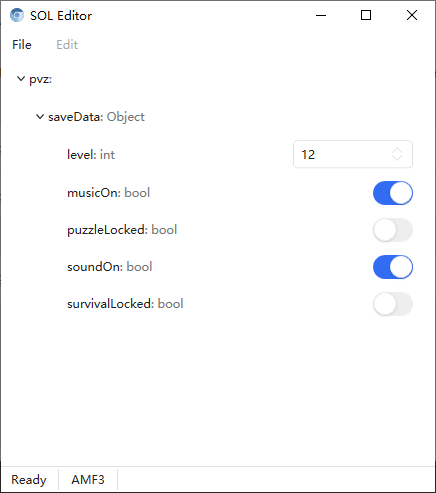 SOL Editor
File Edit
pvz:
saveData: Object
level: int 12
musicOn: bool
puzzleLocked: bool
soundOn: bool
survivalLocked: bool
Ready AMF3